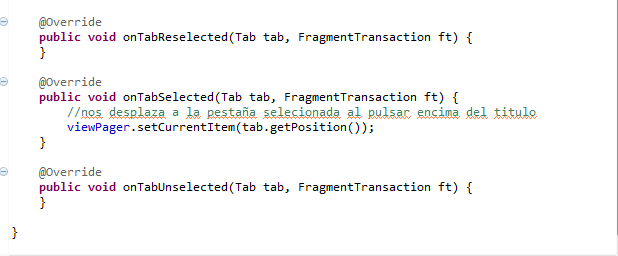 @Override
public void onTabReselected(Tab tab, FragmentTransaction ft) {
}
@Override
public void onTabSelected(Tab tab, FragmentTransaction ft) {
//nos desplaza a la pestaña selecionada al pulsar encima del titulo
viewPager.setCurrentItem(tab.getPosition());
}
@Override
public void onTabUnselected(Tab tab, FragmentTransaction ft) {
}
}